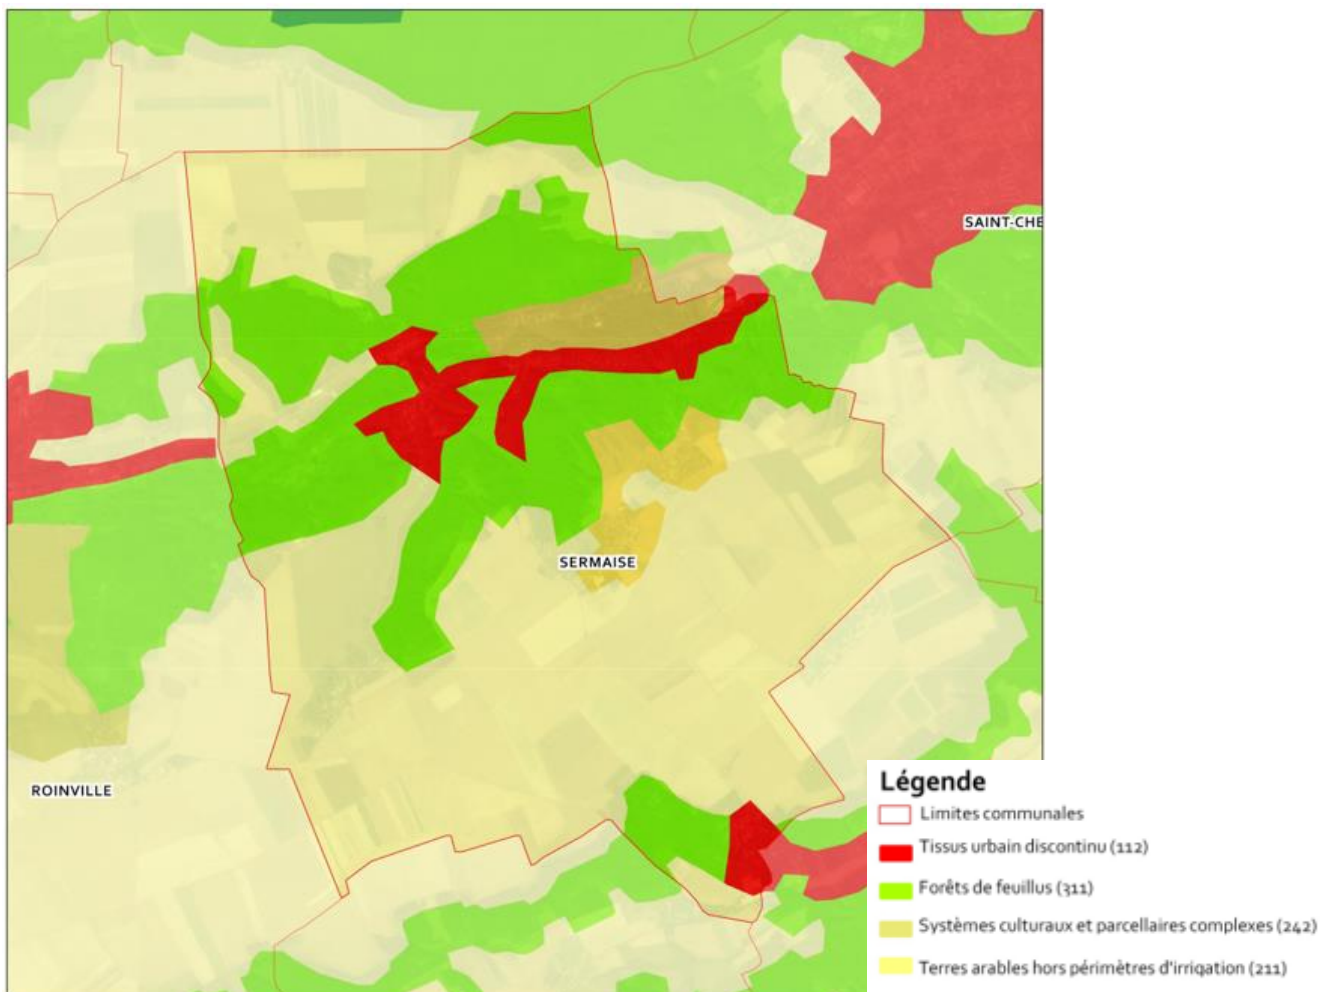 SAINT-CHE
SERMAISE
ROINVILLE
Légende
Limites communales
Tissus urbain discontinu (112)
Forêts de feuillus (311)
Systèmes culturaux et parcellaires complexes (242)
Terres arables hors périmètres d'irrigation (211)